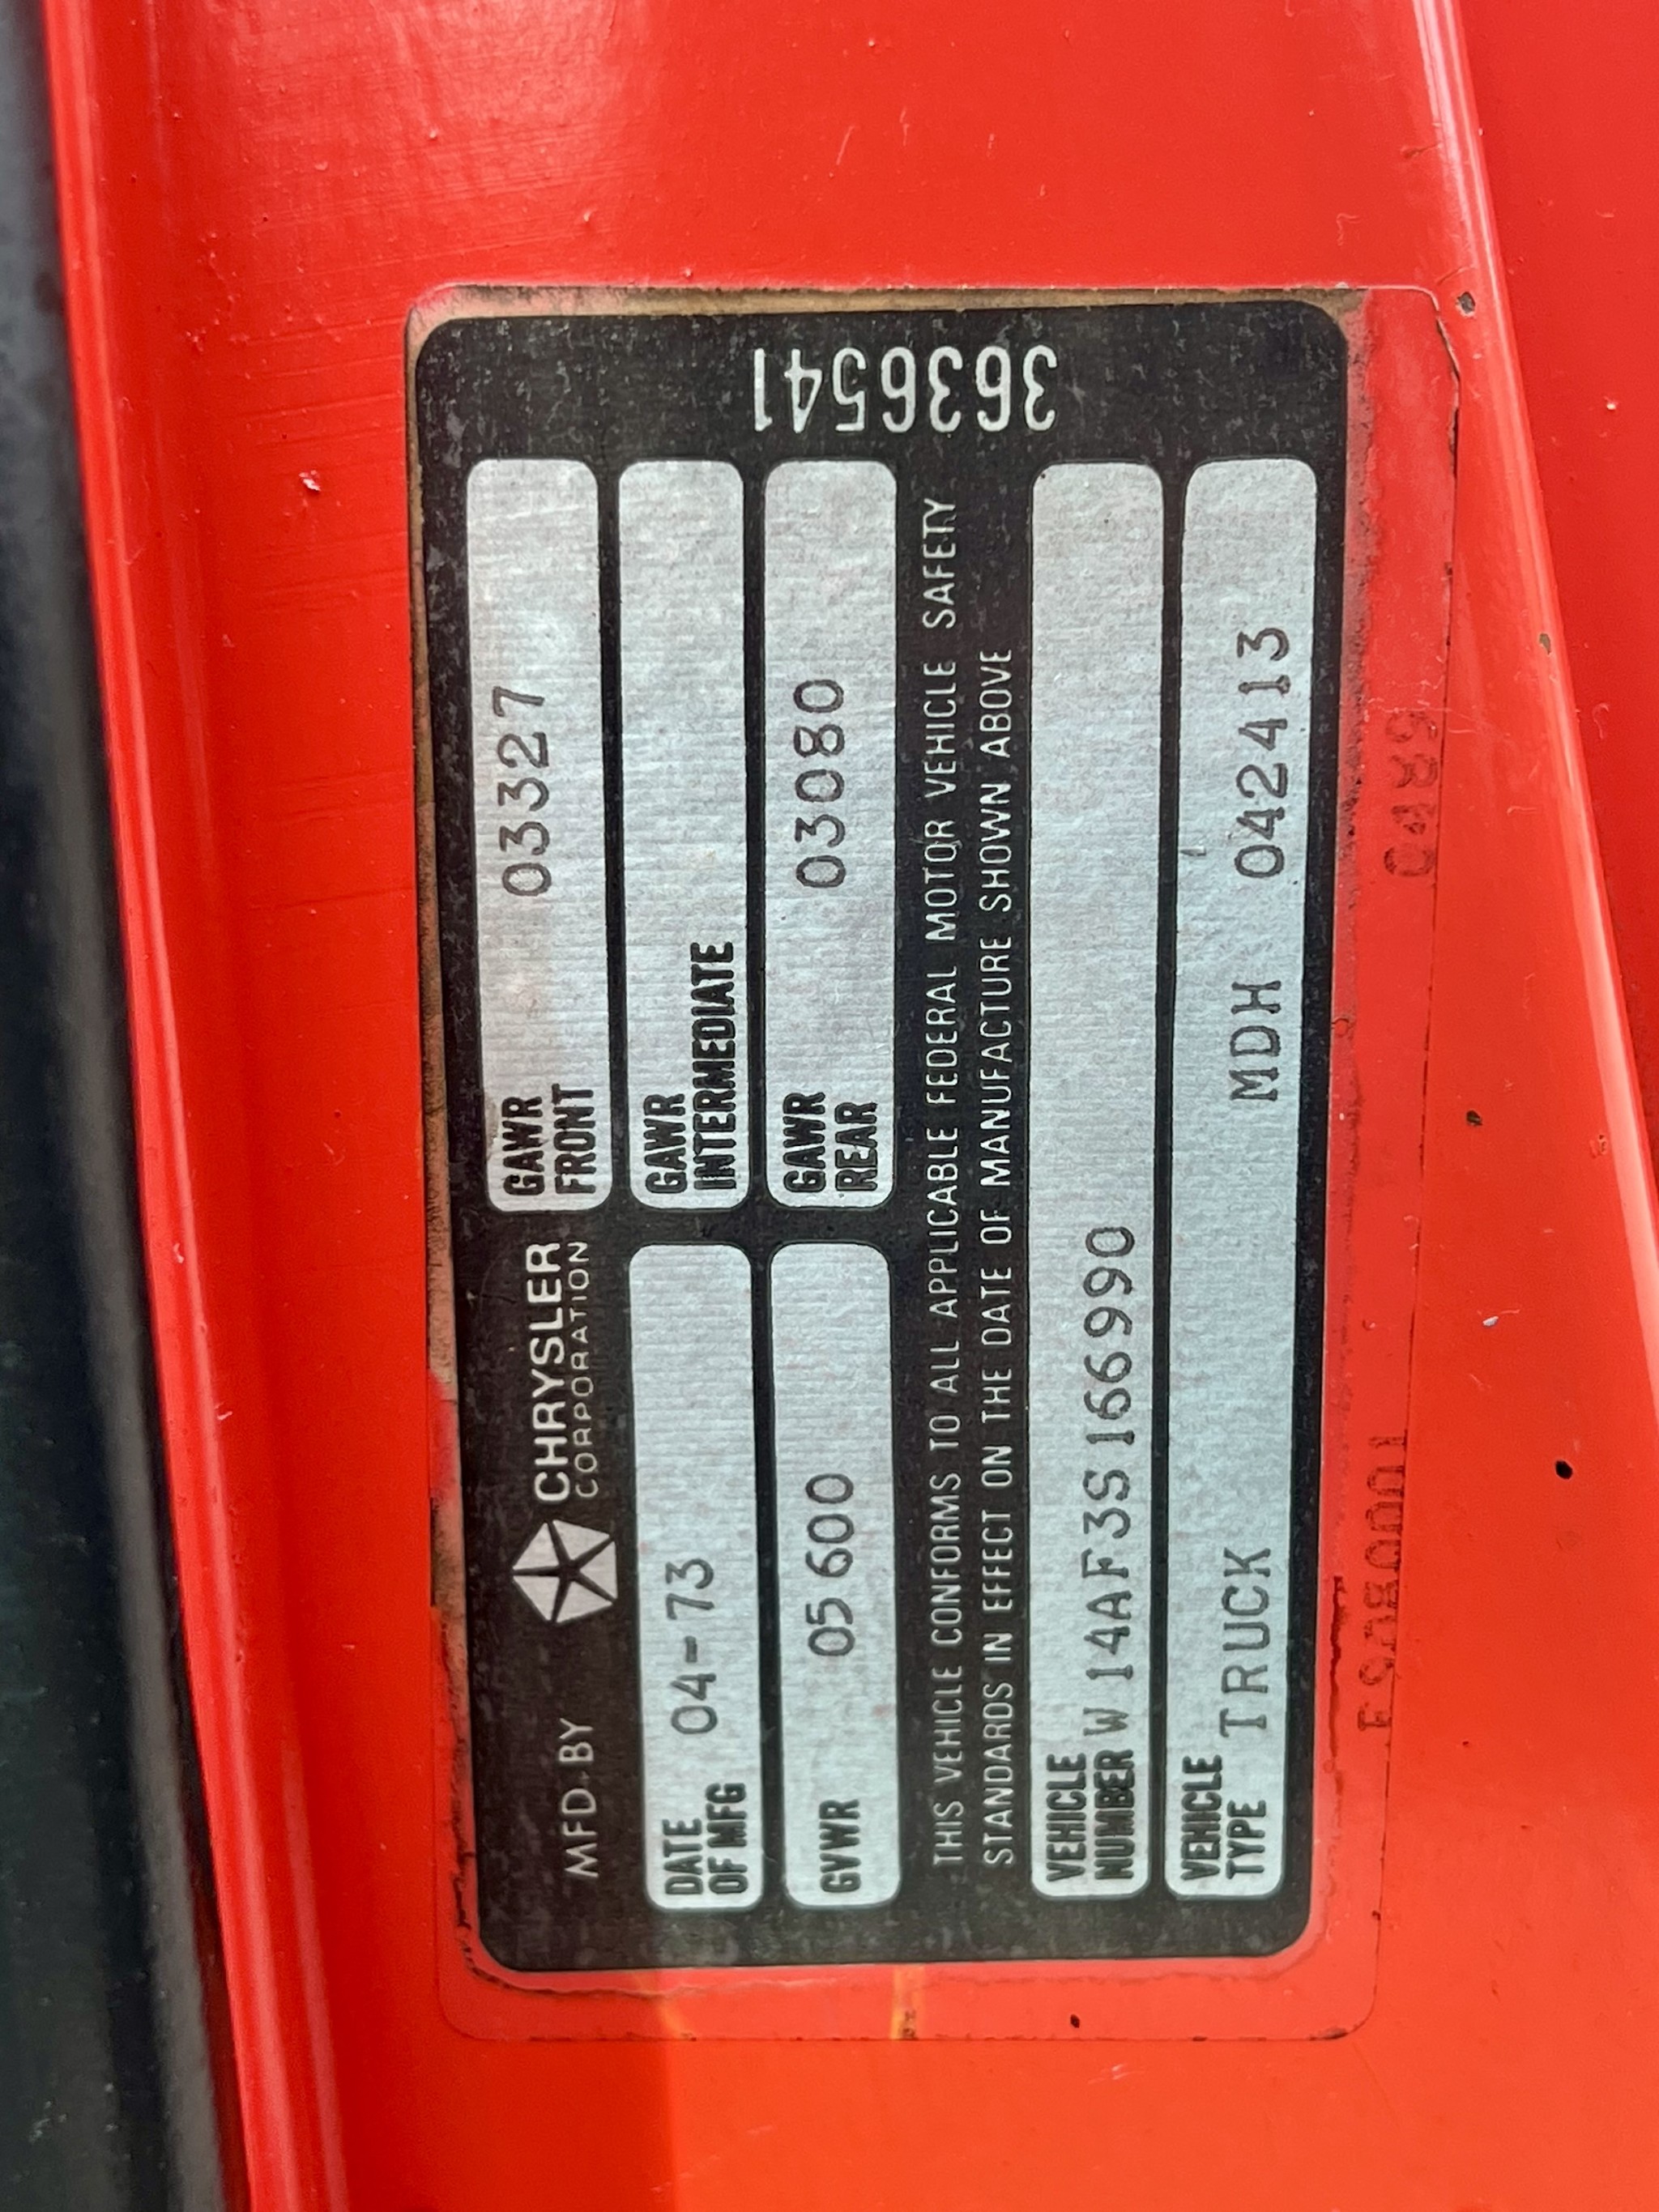 MFD BY CHRYSLER
CORPORATION
GAWR
FRONT 03327
DATE
OF MFG 04-73
GAWR
INTERMEDIATE
GVWR 05600
GAWR
REAR 03080
THIS VEHICLE CONFORMS TO ALL APPLICABLE FEDERAL MOTOR VEHICLE SAFETY
STANDARDS IN EFFECT ON THE DATE OF MANUFACTURE SHOWN ABOVE
VEHICLE
NUMBER W14AF3S166990
VEHICLE
TYPE TRUCK MDH 042413
3636541